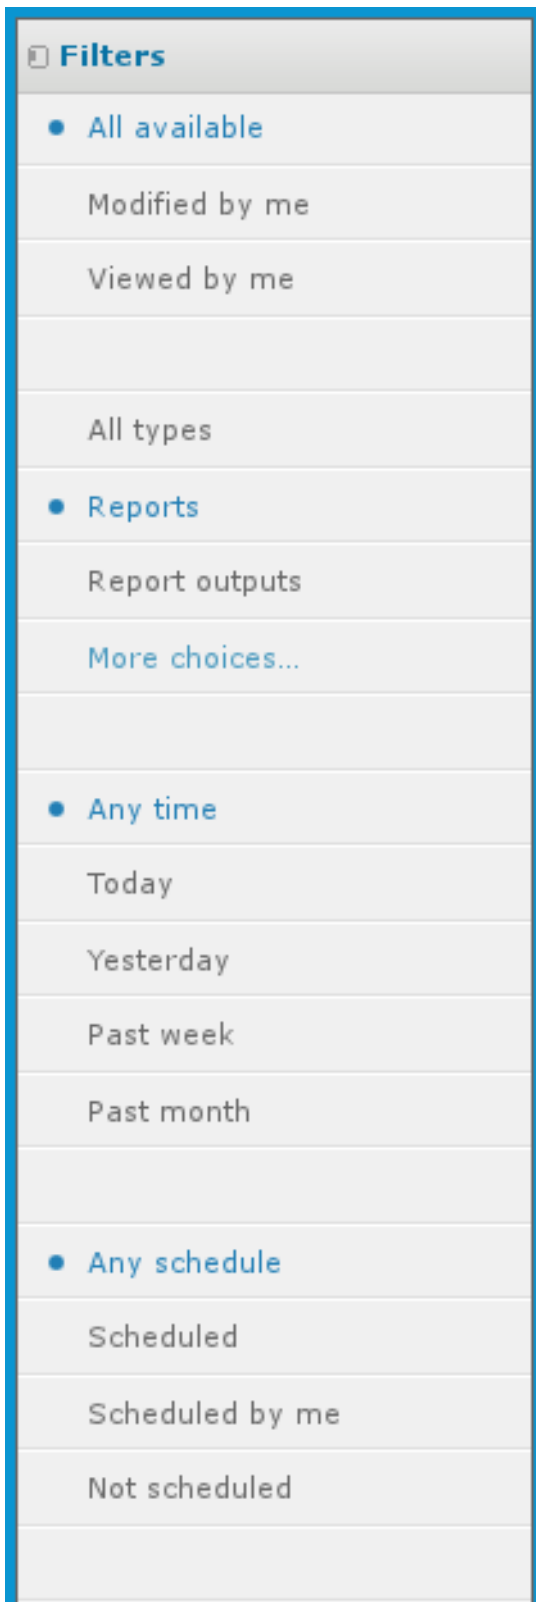 Filters
All available
Modified by me
Viewed by me
All types
Reports
Report outputs
More choices...
Any time
Today
Yesterday
Past week
Past month
Any schedule
Scheduled
Scheduled by me
Not scheduled